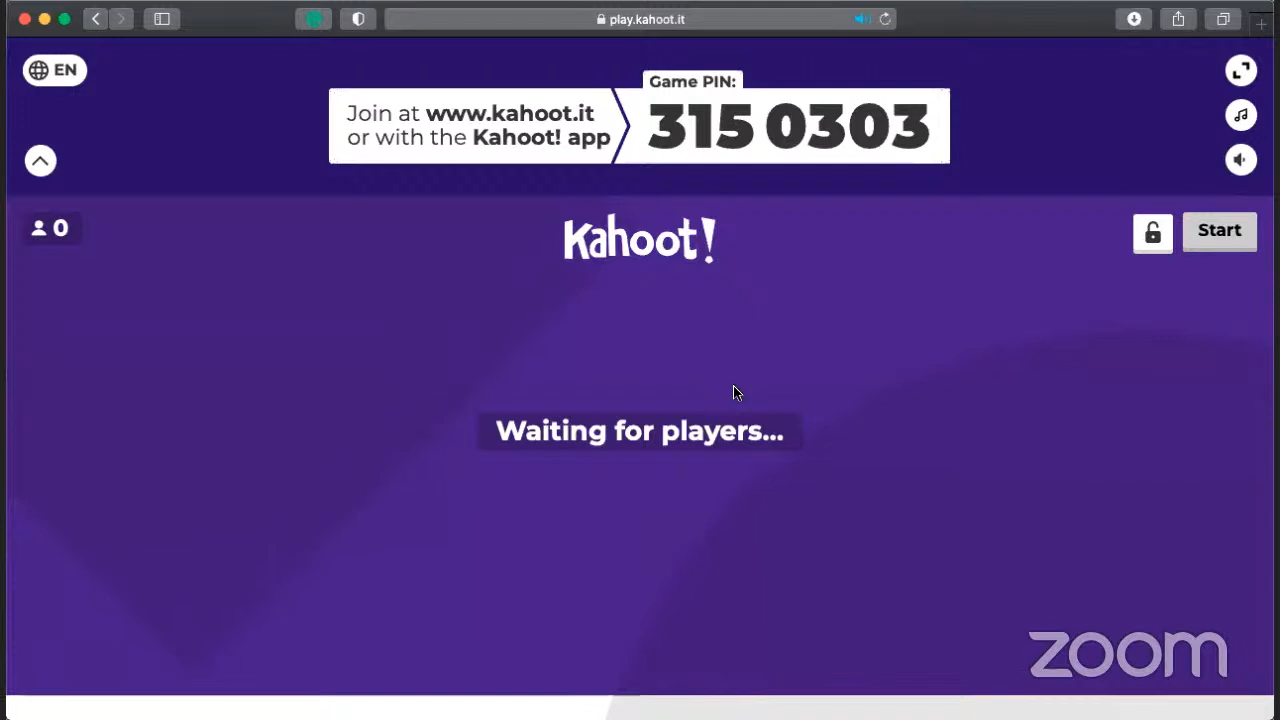 play.kahoot.it
EN
Game PIN:
Join at www.kahoot.it
or with the Kahoot! app
315 0303
0
Kahoot!
Start
Waiting for players...
zoom